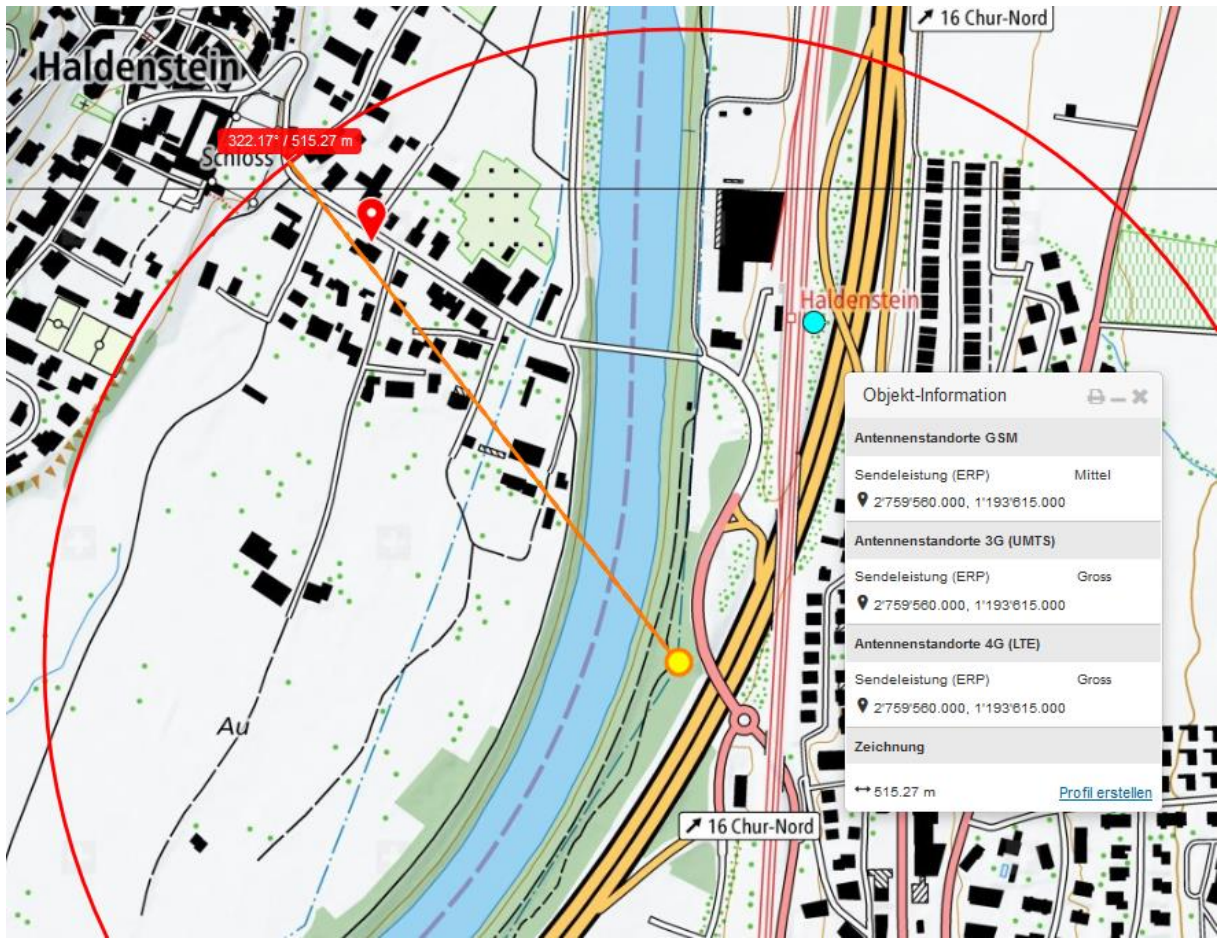 16 Chur-Nord
Haldenstein
322.17° / 515.27 m
Schloss
Haldenstein
Objekt-Information
Antennenstandorte GSM
Sendeleistung (ERP) Mittel
2'759'560.000, 1'193'615.000
Antennenstandorte 3G (UMTS)
Sendeleistung (ERP) Gross
2'759'560.000, 1'193'615.000
Antennenstandorte 4G (LTE)
Sendeleistung (ERP) Gross
2'759'560.000, 1'193'615.000
Zeichnung
515.27 m Profil erstellen
Au
16 Chur-Nord